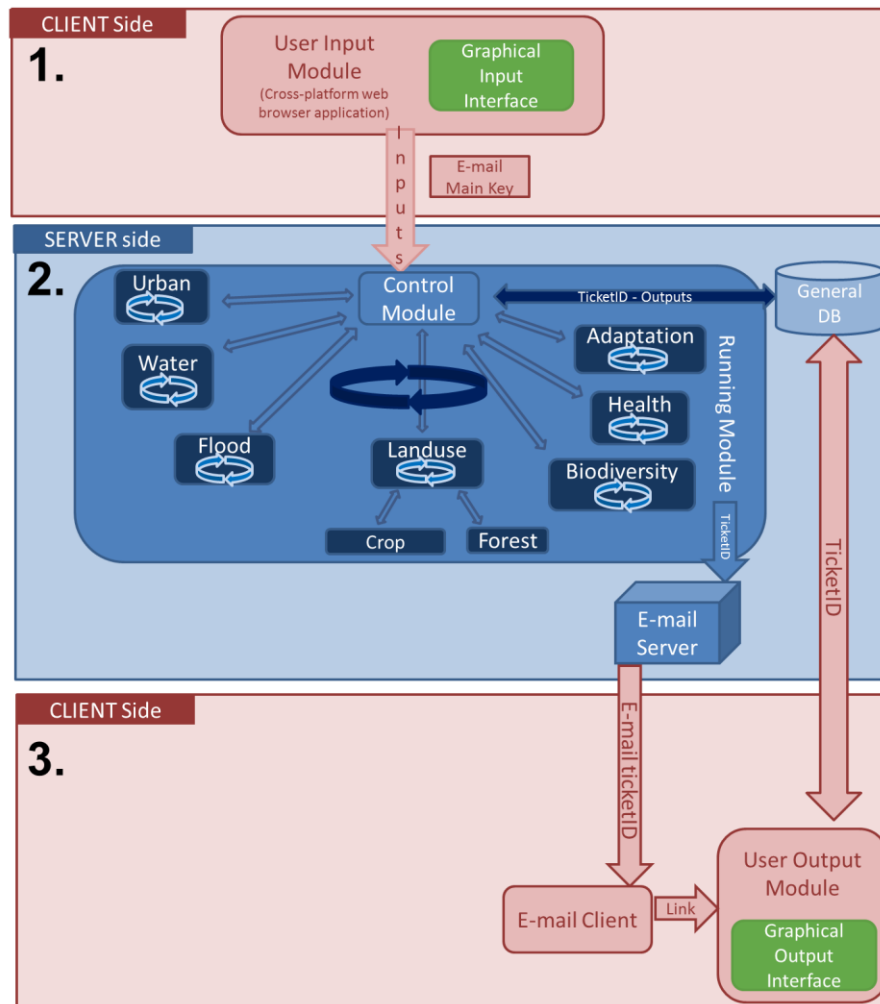 CLIENT Side
1.
User Input
Module
(Cross-platform web
browser application)
Graphical
Input
Interface
Inputs
E-mail
Main Key
SERVER side
2.
Urban
Control
Module
TicketID - Outputs
General
DB
Water
Adaptation
Running Module
Flood
Landuse
Health
Biodiversity
Crop
Forest
TicketID
E-mail
Server
TicketID
CLIENT Side
3.
E-mail ticketID
E-mail Client
Link
User Output
Module
Graphical
Output
Interface